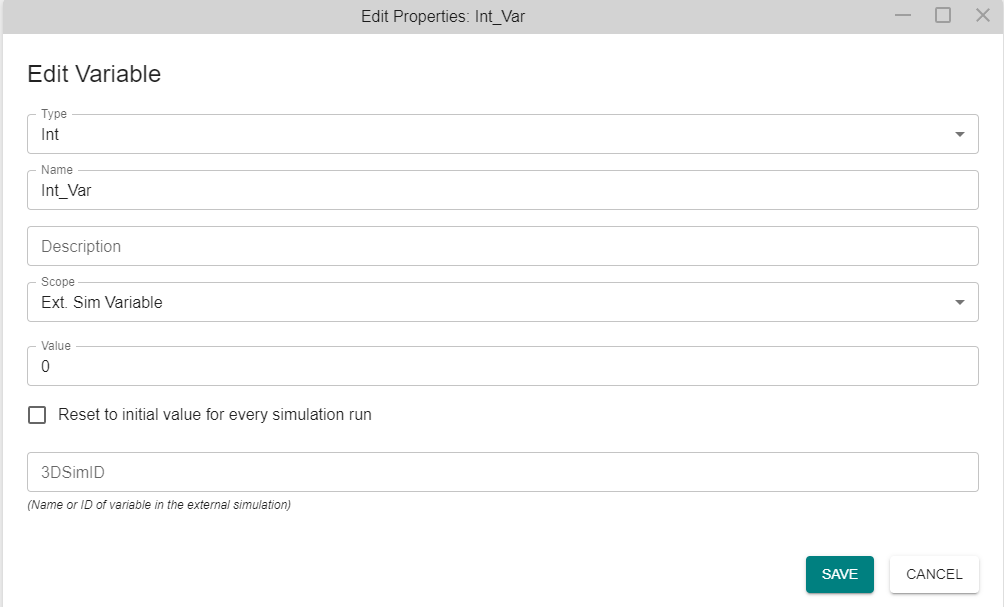 Edit Properties: Int_Var
Edit Variable
Type
Int
Name
Int_Var
Description
Scope
Ext. Sim Variable
Value
0
Reset to initial value for every simulation run
3DSimID
(Name or ID of variable in the external simulation)
SAVE
CANCEL